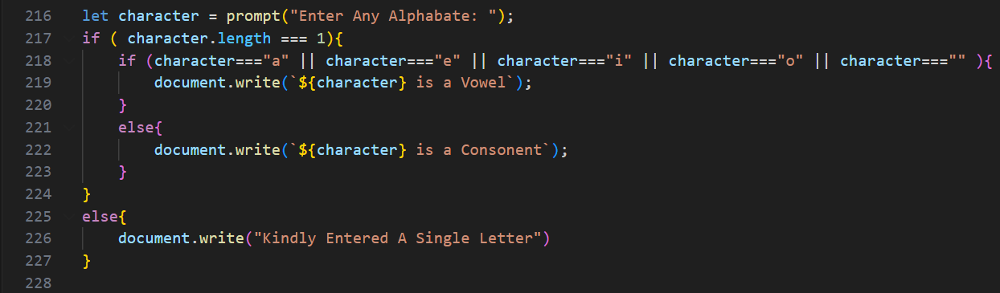 216 let character = prompt("Enter Any Alphabate: ");
217 if ( character.length === 1){
218 if (character==="a" || character==="e" || character==="i" || character==="o" || character==="" ){
219 document.write(`${character} is a Vowel`);
220 }
221 else{
222 document.write(`${character} is a Consonent`);
223 }
224 }
225 else{
226 document.write("Kindly Entered A Single Letter")
227 }
228